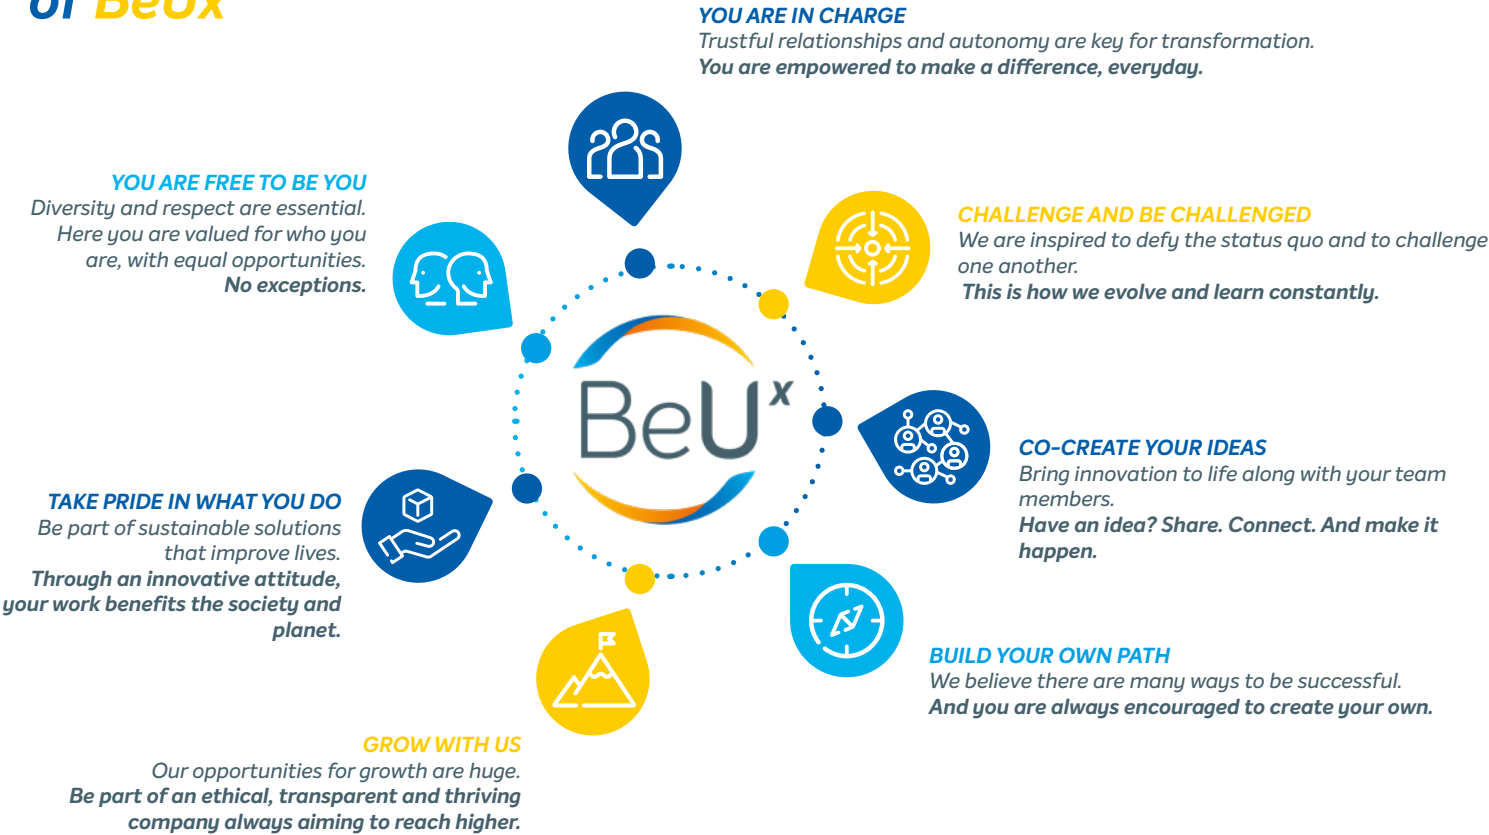 of BeUx
YOU ARE IN CHARGE
Trustful relationships and autonomy are key for transformation.
You are empowered to make a difference, everyday.
YOU ARE FREE TO BE YOU
Diversity and respect are essential.
Here you are valued for who you
are, with equal opportunities.
No exceptions.
CHALLENGE AND BE CHALLENGED
We are inspired to defy the status quo and to challenge
one another.
This is how we evolve and learn constantly.
BeUx
CO-CREATE YOUR IDEAS
Bring innovation to life along with your team
members.
Have an idea? Share. Connect. And make it
happen.
TAKE PRIDE IN WHAT YOU DO
Be part of sustainable solutions
that improve lives.
Through an innovative attitude,
your work benefits the society and
planet.
BUILD YOUR OWN PATH
We believe there are many ways to be successful.
And you are always encouraged to create your own.
GROW WITH US
Our opportunities for growth are huge.
Be part of an ethical, transparent and thriving
company always aiming to reach higher.